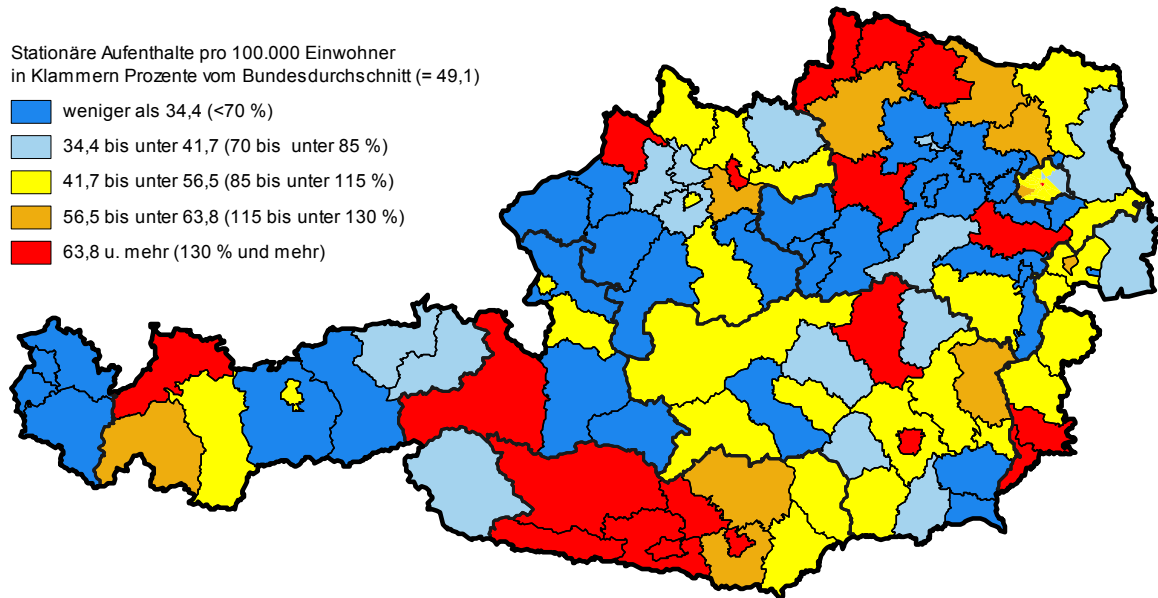 Stationäre Aufenthalte pro 100.000 Einwohner
in Klammern Prozente vom Bundesdurchschnitt (= 49,1)
weniger als 34,4 (<70 %)
34,4 bis unter 41,7 (70 bis unter 85 %)
41,7 bis unter 56,5 (85 bis unter 115 %)
56,5 bis unter 63,8 (115 bis unter 130 %)
63,8 u. mehr (130 % und mehr)